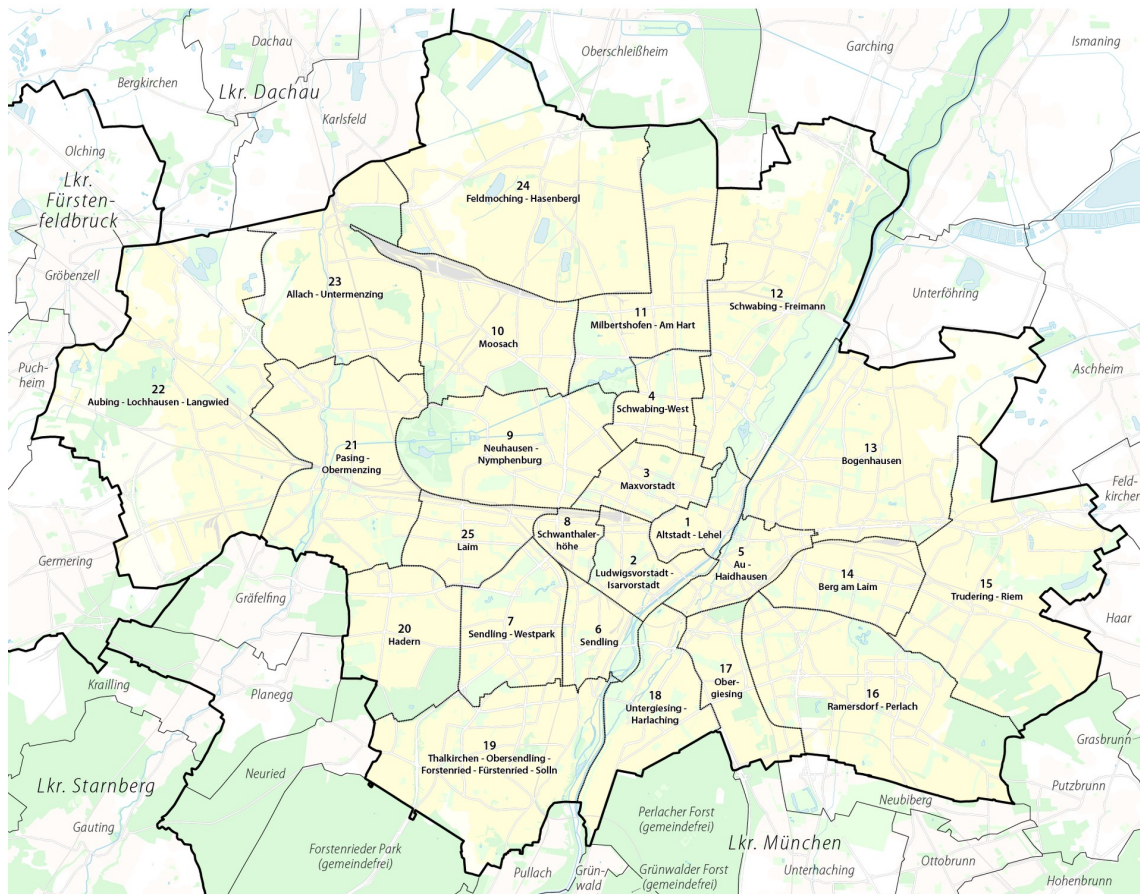 Dachau
Oberschleißheim
Garching
Ismaning
Bergkirchen
Lkr. Dachau
Karlsfeld
Olching
Lkr.
Fürsten-
feldbruck
24
Feldmoching - Hasenbergl
Gröbenzell
23
Allach - Untermenzing
12
Schwabing - Freimann
Unterföhring
11
Milbertshofen - Am Hart
10
Moosach
Puch-
heim
Aschheim
22
Aubing - Lochhausen - Langwied
4
Schwabing-West
9
Neuhausen -
Nymphenburg
13
Bogenhausen
21
Pasing -
Obermenzing
3
Maxvorstadt
Feld-
kirchen
8
Schwanthaler-
höhe
1
Altstadt - Lehel
25
Laim
5
Au -
Haidhausen
2
Ludwigsvorstadt -
Isarvorstadt
Germering
14
Berg am Laim
15
Trudering - Riem
Gräfelfing
Haar
20
Hadern
7
Sendling - Westpark
6
Sendling
17
Ober-
giesing
Krailling
Planegg
18
Untergiesing -
Harlaching
16
Ramersdorf - Perlach
19
Thalkirchen - Obersendling -
Forstenried - Fürstenried - Solln
Grasbrunn
Neuried
Lkr. Starnberg
Putzbrunn
Neubiberg
Perlacher Forst
(gemeindefrei)
Gauting
Lkr. München
Forstenrieder Park
(gemeindefrei)
Pullach
Grün-
wald
Grünwalder Forst
(gemeindefrei)
Unterhaching
Ottobrunn
Hohenbrunn